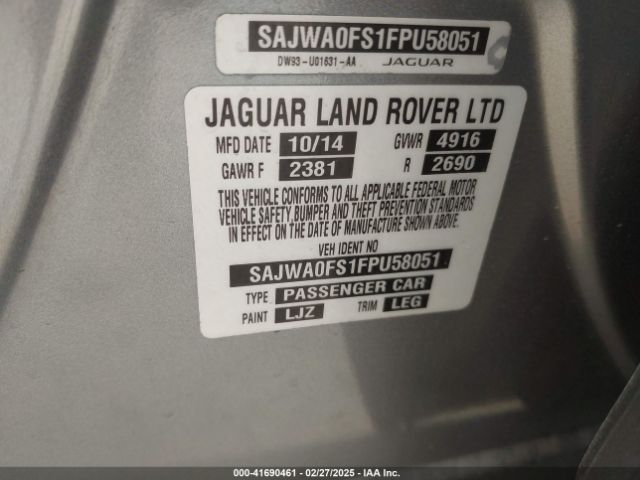 SAJWA0FS1FPU58051
DW93-U01631-AA JAGUAR
JAGUAR LAND ROVER LTD
MFD DATE 10/14 GVWR 4916
GAWR F 2381 R 2690
THIS VEHICLE CONFORMS TO ALL APPLICABLE FEDERAL MOTOR
VEHICLE SAFETY,BUMPER AND THEFT PREVENTION STANDARDS
IN EFFECT ON THE DATE OF MANUFACTURE SHOWN ABOVE.
VEH IDENT NO
SAJWA0FS1FPU58051
TYPE PASSENGER CAR
PAINT LJZ TRIM LEG
000-41690461 - 02/27/2025 - IAA Inc.